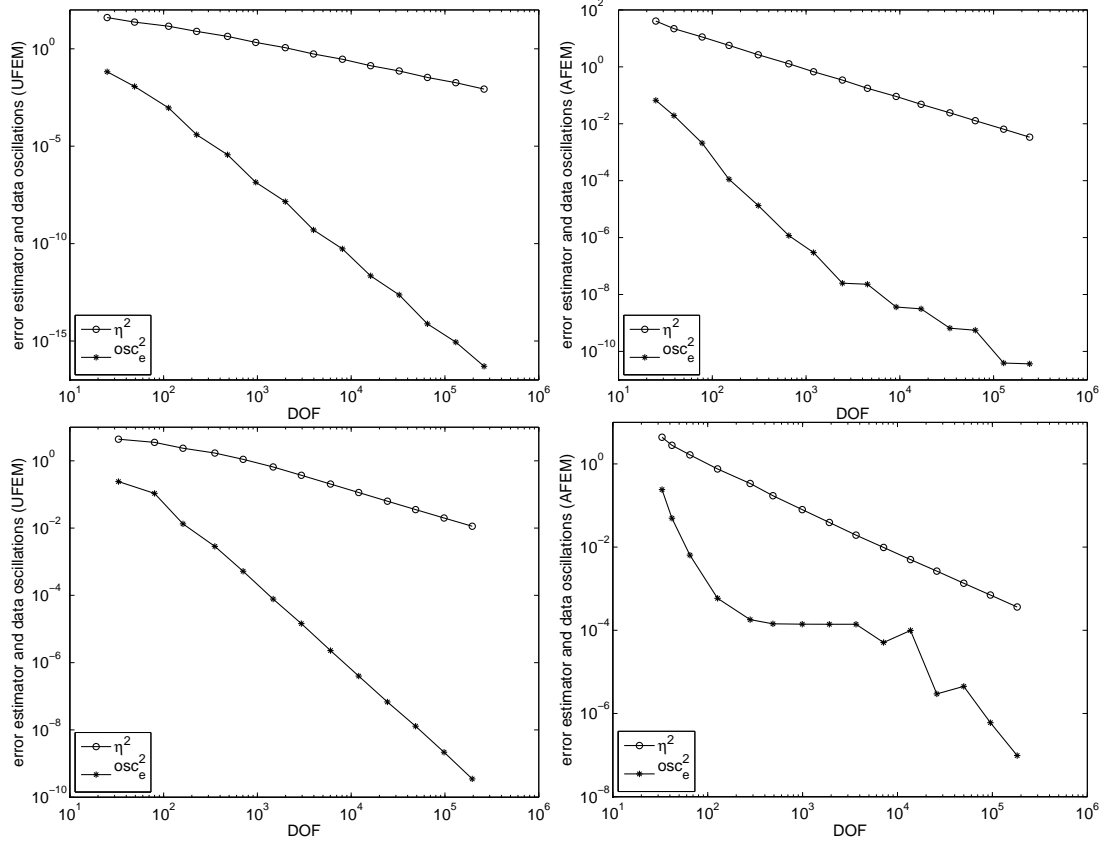 error estimator and data oscillations (UFEM)
10^0
10^−5
10^−10
10^−15
10^1 10^2 10^3 10^4 10^5 10^6
DOF
η^2
osc_e^2
error estimator and data oscillations (AFEM)
10^2
10^0
10^−2
10^−4
10^−6
10^−8
10^−10
10^1 10^2 10^3 10^4 10^5 10^6
DOF
η^2
osc_e^2
error estimator and data oscillations (UFEM)
10^0
10^−2
10^−4
10^−6
10^−8
10^−10
10^1 10^2 10^3 10^4 10^5 10^6
DOF
η^2
osc_e^2
error estimator and data oscillations (AFEM)
10^0
10^−2
10^−4
10^−6
10^−8
10^1 10^2 10^3 10^4 10^5 10^6
DOF
η^2
osc_e^2